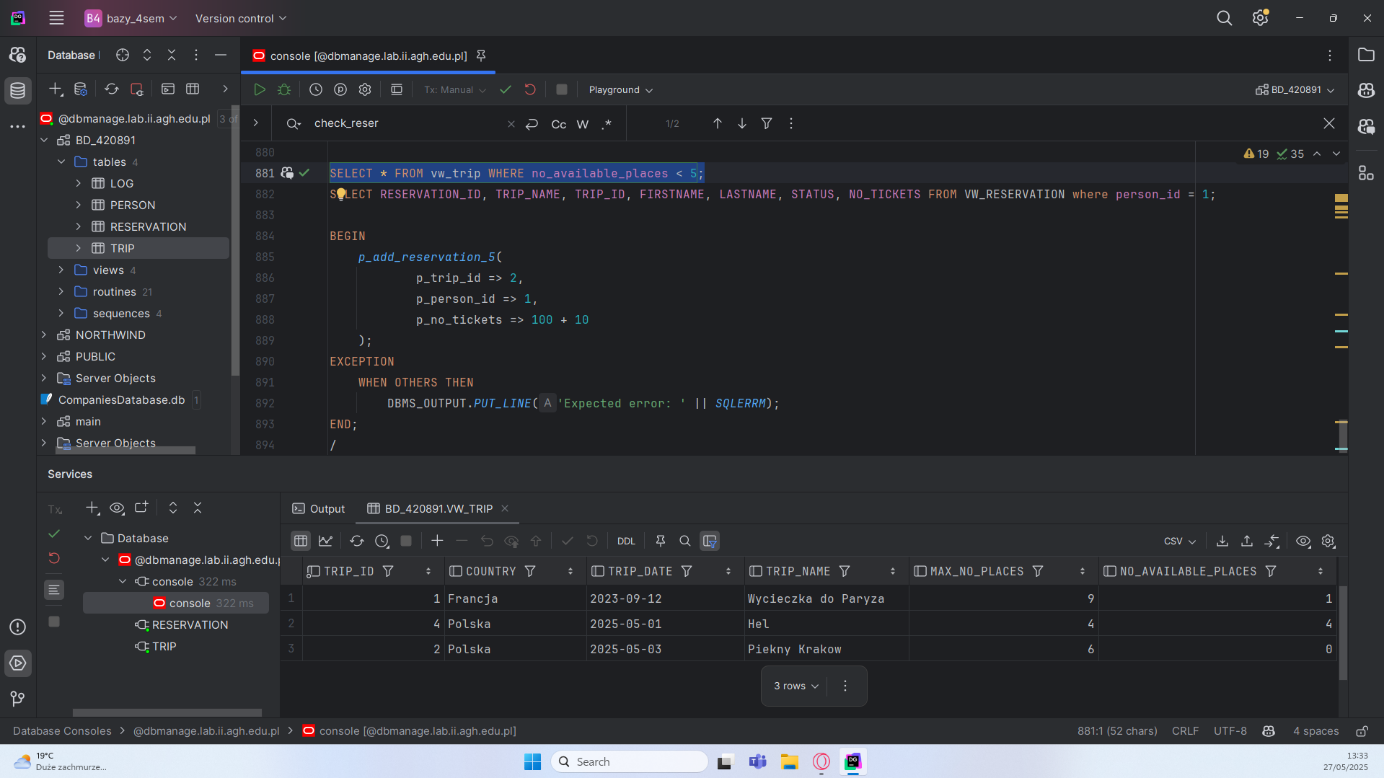 B4 bazy_4sem Version control
Database
console [@dbmanage.lab.ii.agh.edu.pl]
Tx: Manual Playground BD_420891
check_reser Cc W .* 1/2
@dbmanage.lab.ii.agh.edu.pl 3 of
BD_420891
tables 4
LOG
PERSON
RESERVATION
TRIP
views 4
routines 21
sequences 4
NORTHWIND
PUBLIC
Server Objects
CompaniesDatabase.db 1
main
Server Objects
19 35
880
881 SELECT * FROM vw_trip WHERE no_available_places < 5;
882 SELECT RESERVATION_ID, TRIP_NAME, TRIP_ID, FIRSTNAME, LASTNAME, STATUS, NO_TICKETS FROM VW_RESERVATION where person_id = 1;
883
884 BEGIN
885 p_add_reservation_5(
886 p_trip_id => 2,
887 p_person_id => 1,
888 p_no_tickets => 100 + 10
889 );
890 EXCEPTION
891 WHEN OTHERS THEN
892 DBMS_OUTPUT.PUT_LINE( A 'Expected error: ' || SQLERRM);
893 END;
894 /
Services
Tx
Database
@dbmanage.lab.ii.agh.edu.p
console 322 ms
console 322 ms
RESERVATION
TRIP
Output BD_420891.VW_TRIP
DDL CSV
TRIP_ID COUNTRY TRIP_DATE TRIP_NAME MAX_NO_PLACES NO_AVAILABLE_PLACES
1 1 Francja 2023-09-12 Wycieczka do Paryza 9 1
2 4 Polska 2025-05-01 Hel 4 4
3 2 Polska 2025-05-03 Piekny Krakow 6 0
3 rows
Database Consoles > @dbmanage.lab.ii.agh.edu.pl > console [@dbmanage.lab.ii.agh.edu.pl]
881:1 (52 chars) CRLF UTF-8 4 spaces
19°C
Duże zachmurze...
Search
13:33
27/05/2025